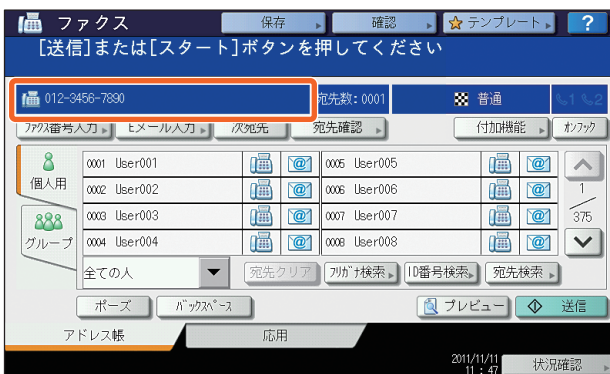 ファクス 保存 確認 テンプレート ?
[送信]または[スタート]ボタンを押してください
012-3456-7890 宛先数:0001 普通 1 2
ファクス番号入力 Eメール入力 次宛先 宛先確認 付加機能 オンフック
個人用
グループ
0001 User001 0005 User005
0002 User002 0006 User006
0003 User003 0007 User007
0004 User004 0008 User008
1
375
全ての人 宛先クリア フリガナ検索 ID番号検索 宛先検索
ポーズ バックスペース プレビュー 送信
アドレス帳 応用
2011/11/11
11:47 状況確認